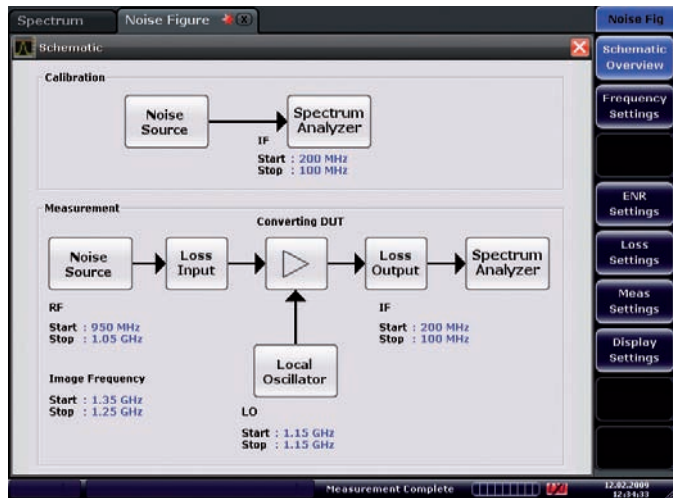 Spectrum
Noise Figure
Noise Fig
Schematic
Schematic
Overview
Frequency
Settings
ENR
Settings
Loss
Settings
Meas
Settings
Display
Settings
Calibration
Noise
Source
IF
Spectrum
Analyzer
Start : 200 MHz
Stop : 100 MHz
Measurement
Converting DUT
Noise
Source
Loss
Input
Loss
Output
Spectrum
Analyzer
RF
Start : 950 MHz
Stop : 1.05 GHz
IF
Start : 200 MHz
Stop : 100 MHz
Image Frequency
Start : 1.35 GHz
Stop : 1.25 GHz
Local
Oscillator
LO
Start : 1.15 GHz
Stop : 1.15 GHz
Measurement Complete
12.02.2009
12:34:33